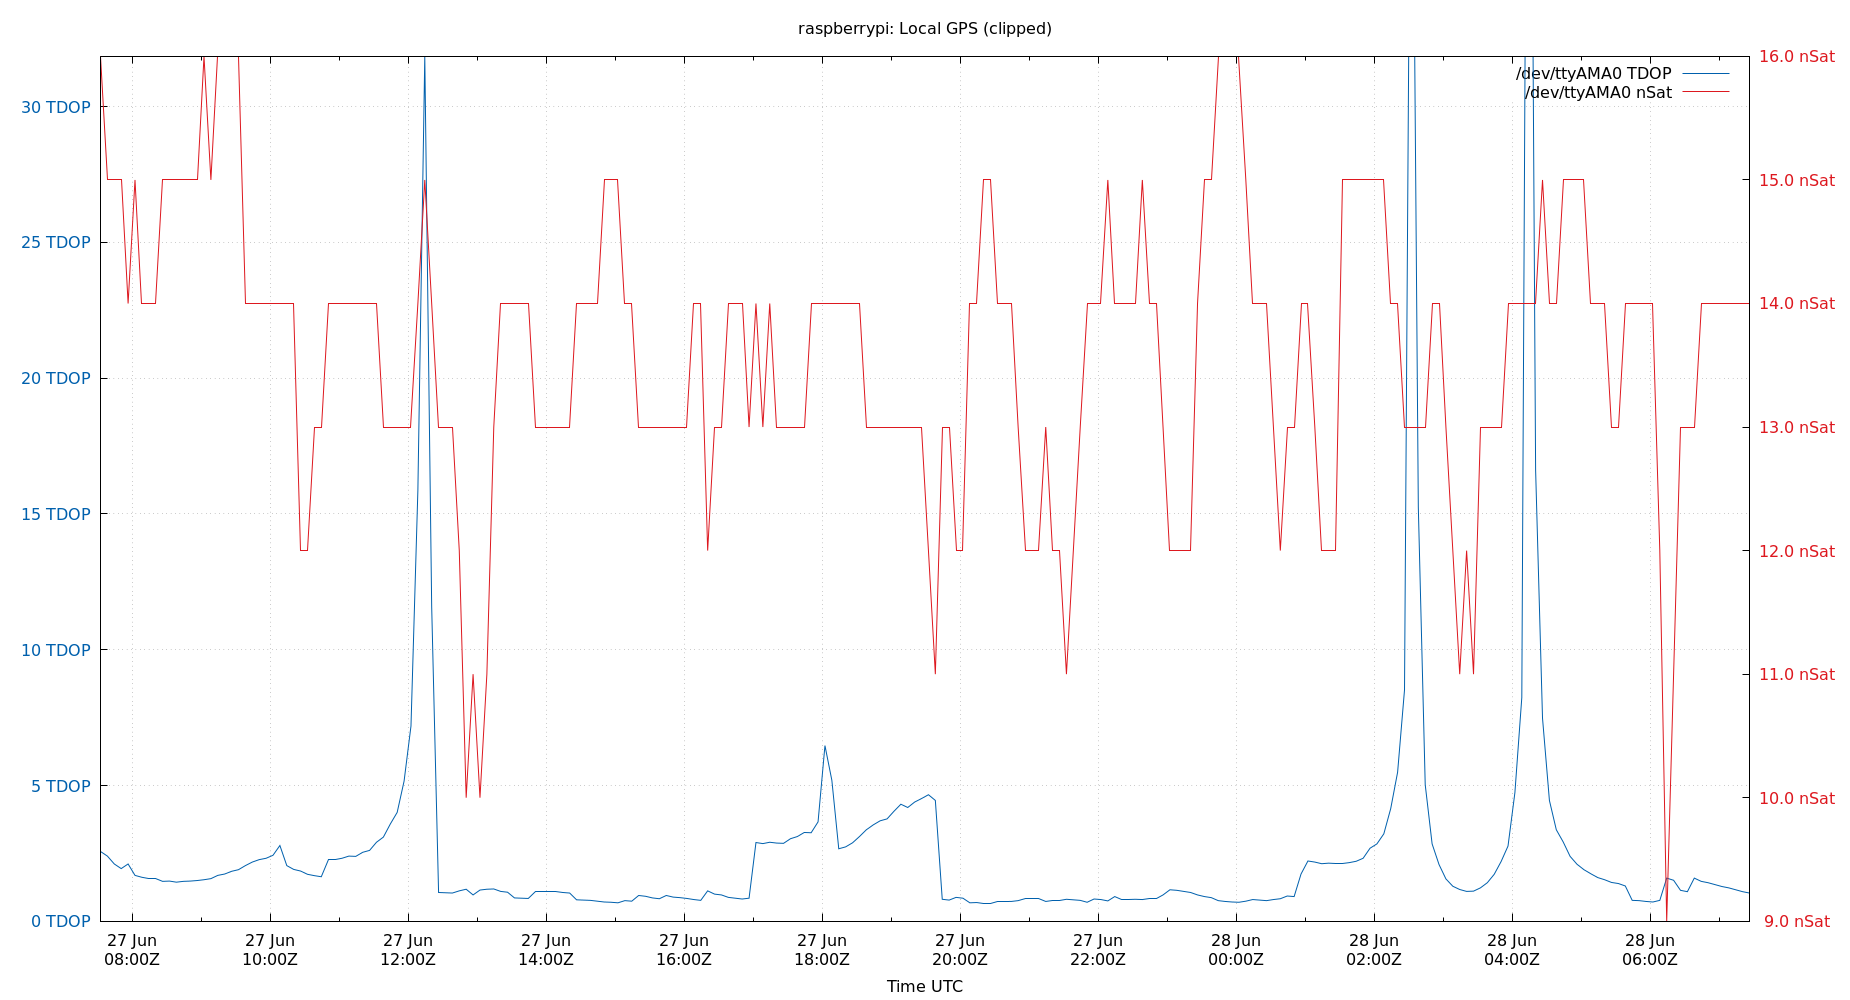 raspberrypi: Local GPS (clipped)
/dev/ttyAMA0 TDOP
/dev/ttyAMA0 nSat
30 TDOP
25 TDOP
20 TDOP
15 TDOP
10 TDOP
5 TDOP
0 TDOP
16.0 nSat
15.0 nSat
14.0 nSat
13.0 nSat
12.0 nSat
11.0 nSat
10.0 nSat
9.0 nSat
27 Jun
08:00Z
27 Jun
10:00Z
27 Jun
12:00Z
27 Jun
14:00Z
27 Jun
16:00Z
27 Jun
18:00Z
27 Jun
20:00Z
27 Jun
22:00Z
28 Jun
00:00Z
28 Jun
02:00Z
28 Jun
04:00Z
28 Jun
06:00Z
Time UTC